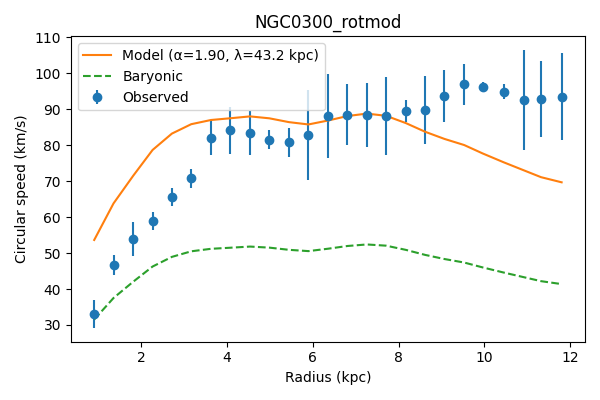 NGC0300_rotmod
Model (α=1.90, λ=43.2 kpc)
Baryonic
Observed
Circular speed (km/s)
110
100
90
80
70
60
50
40
30
2 4 6 8 10 12
Radius (kpc)